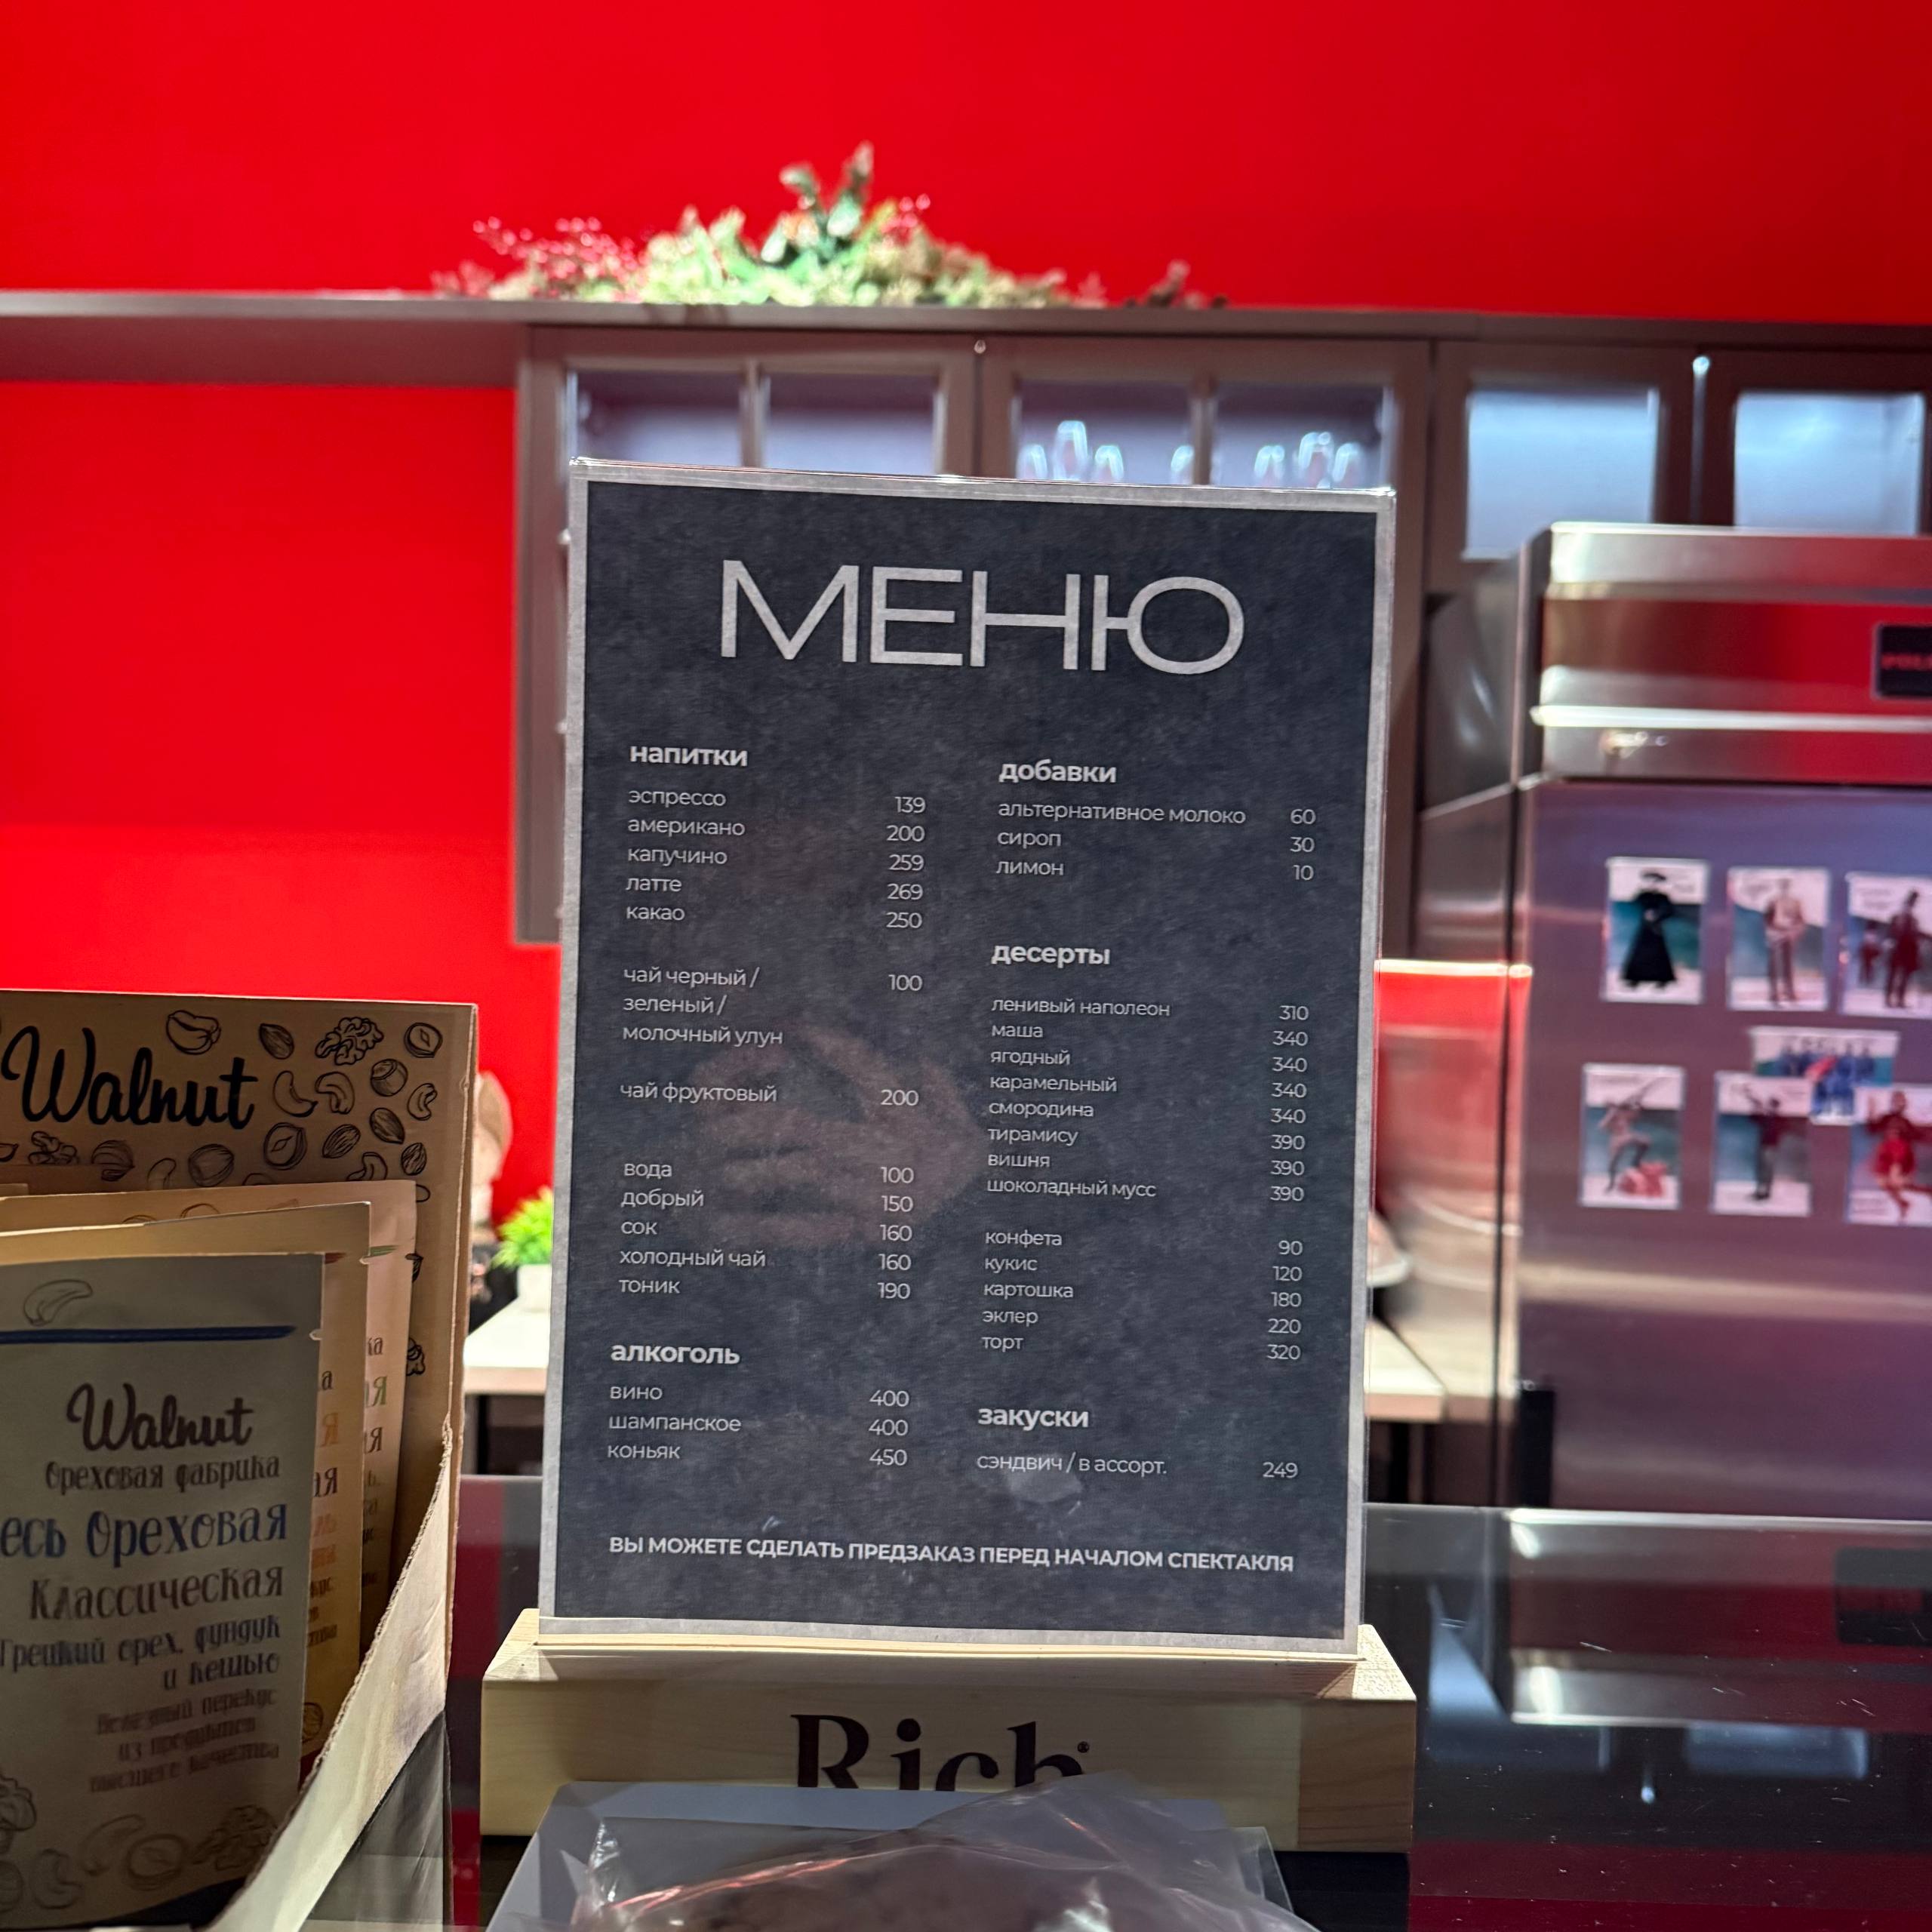 МЕНЮ
напитки
эспрессо 139
американо 200
капучино 259
латте 269
какао 250
чай черный / 100
зеленый /
молочный улун
чай фруктовый 200
вода 100
добрый 150
сок 160
холодный чай 160
тоник 190
алкоголь
вино 400
шампанское 400
коньяк 450
добавки
альтернативное молоко 60
сироп 30
лимон 10
десерты
ленивый наполеон 310
маша 340
ягодный 340
карамельный 340
смородина 340
тирамису 390
вишня 390
шоколадный мусс 390
конфета 90
кукис 120
картошка 180
эклер 220
торт 320
закуски
сэндвич / в ассорт. 249
ВЫ МОЖЕТЕ СДЕЛАТЬ ПРЕДЗАКАЗ ПЕРЕД НАЧАЛОМ СПЕКТАКЛЯ
Rich®
Walnut
Walnut
Ореховая фабрика
Ореховая
Классическая
Грецкий орех, фундук
и кешью